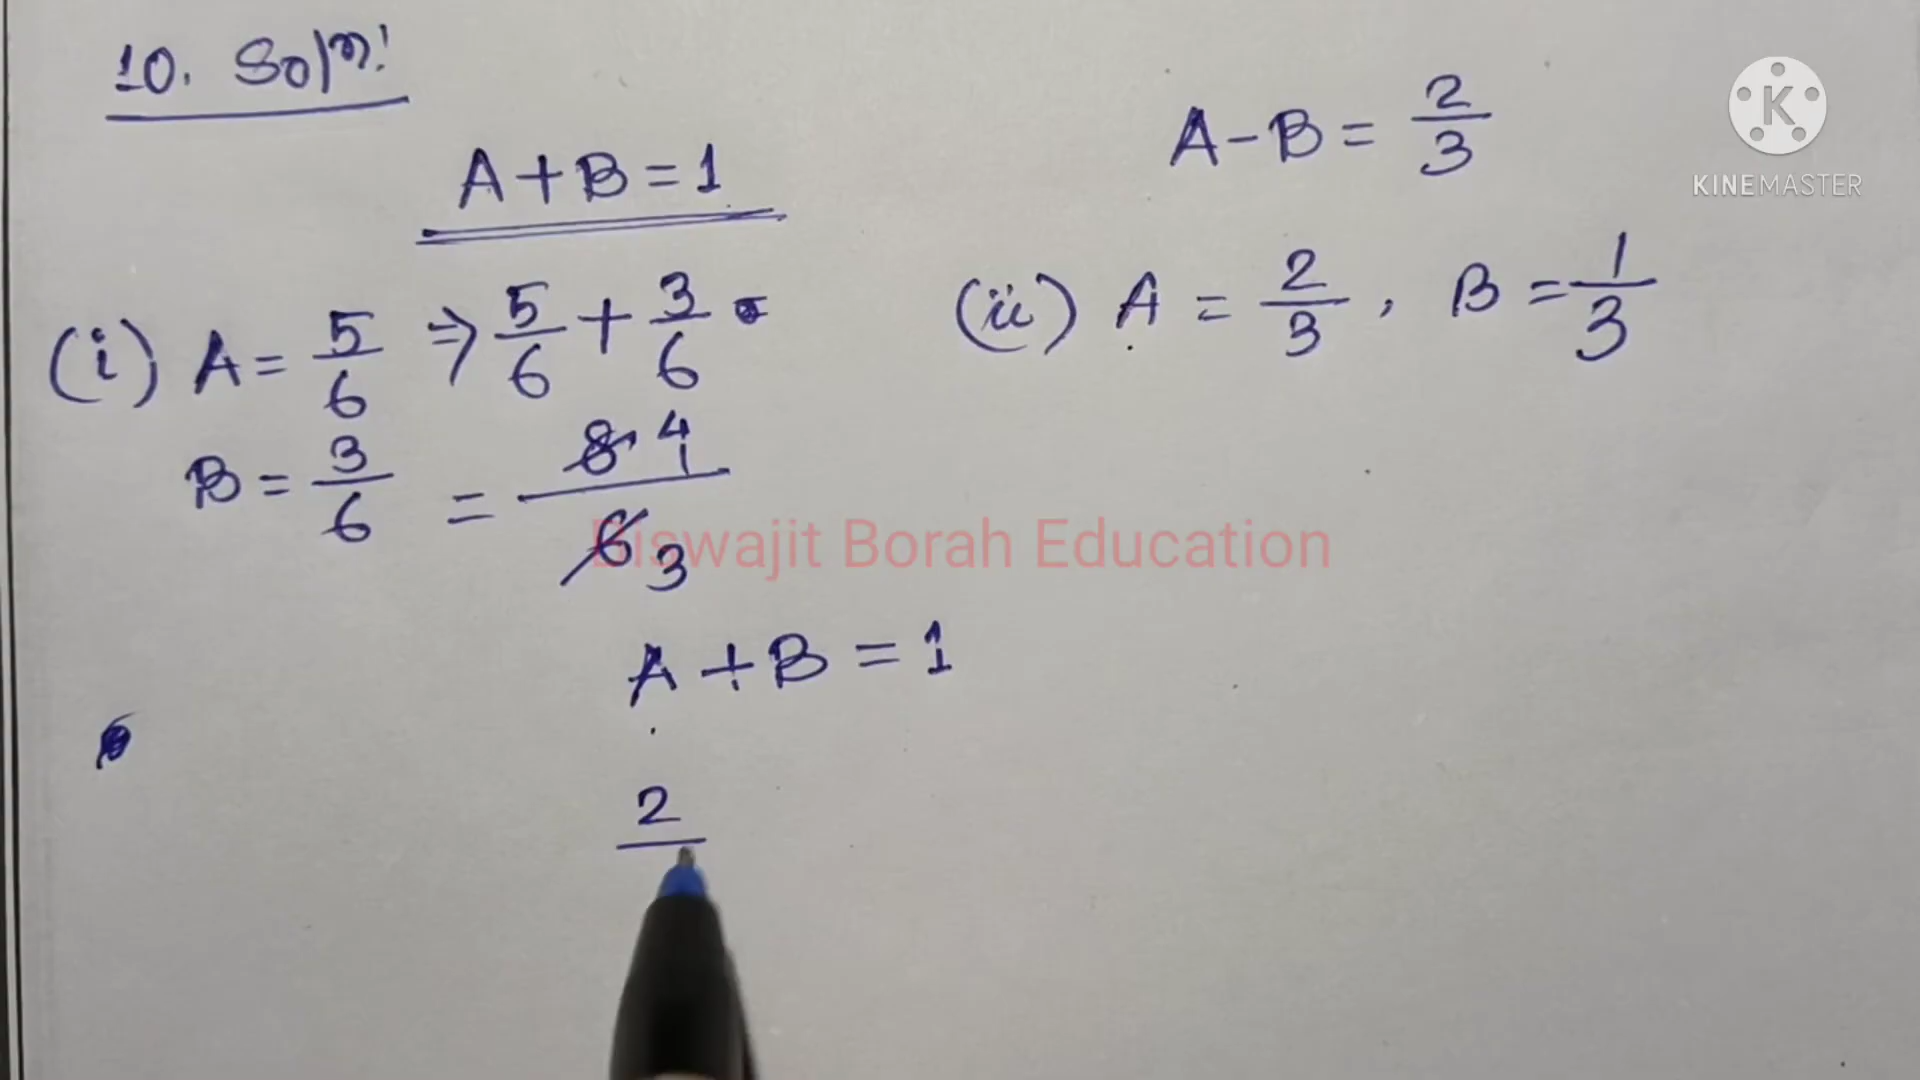 10. Soln:
A+B=1
(i) A = 5/6 ⇒ 5/6 + 3/6
B = 3/6 = 8 4/6 3
A+B=1
2
A-B = 2/3
(ii) A = 2/3 , B = 1/3
KINEMASTER
Biswajit Borah Education